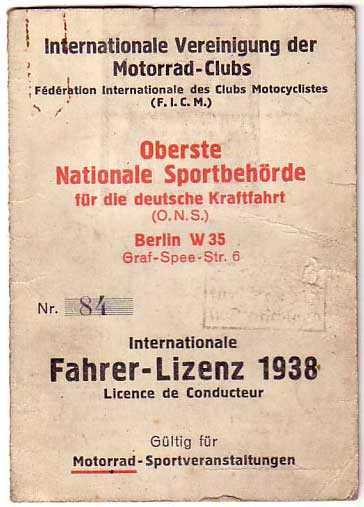 Internationale Vereinigung der
Motorrad-Clubs
Fédération Internationale des Clubs Motocyclistes
(F. I. C. M.)
Oberste
Nationale Sportbehörde
für die deutsche Kraftfahrt
(O. N. S.)
Berlin W 35
Graf-Spee-Str. 6
Nr. 84
Internationale
Fahrer-Lizenz 1938
Licence de Conducteur
Gültig für
Motorrad-Sportveranstaltungen